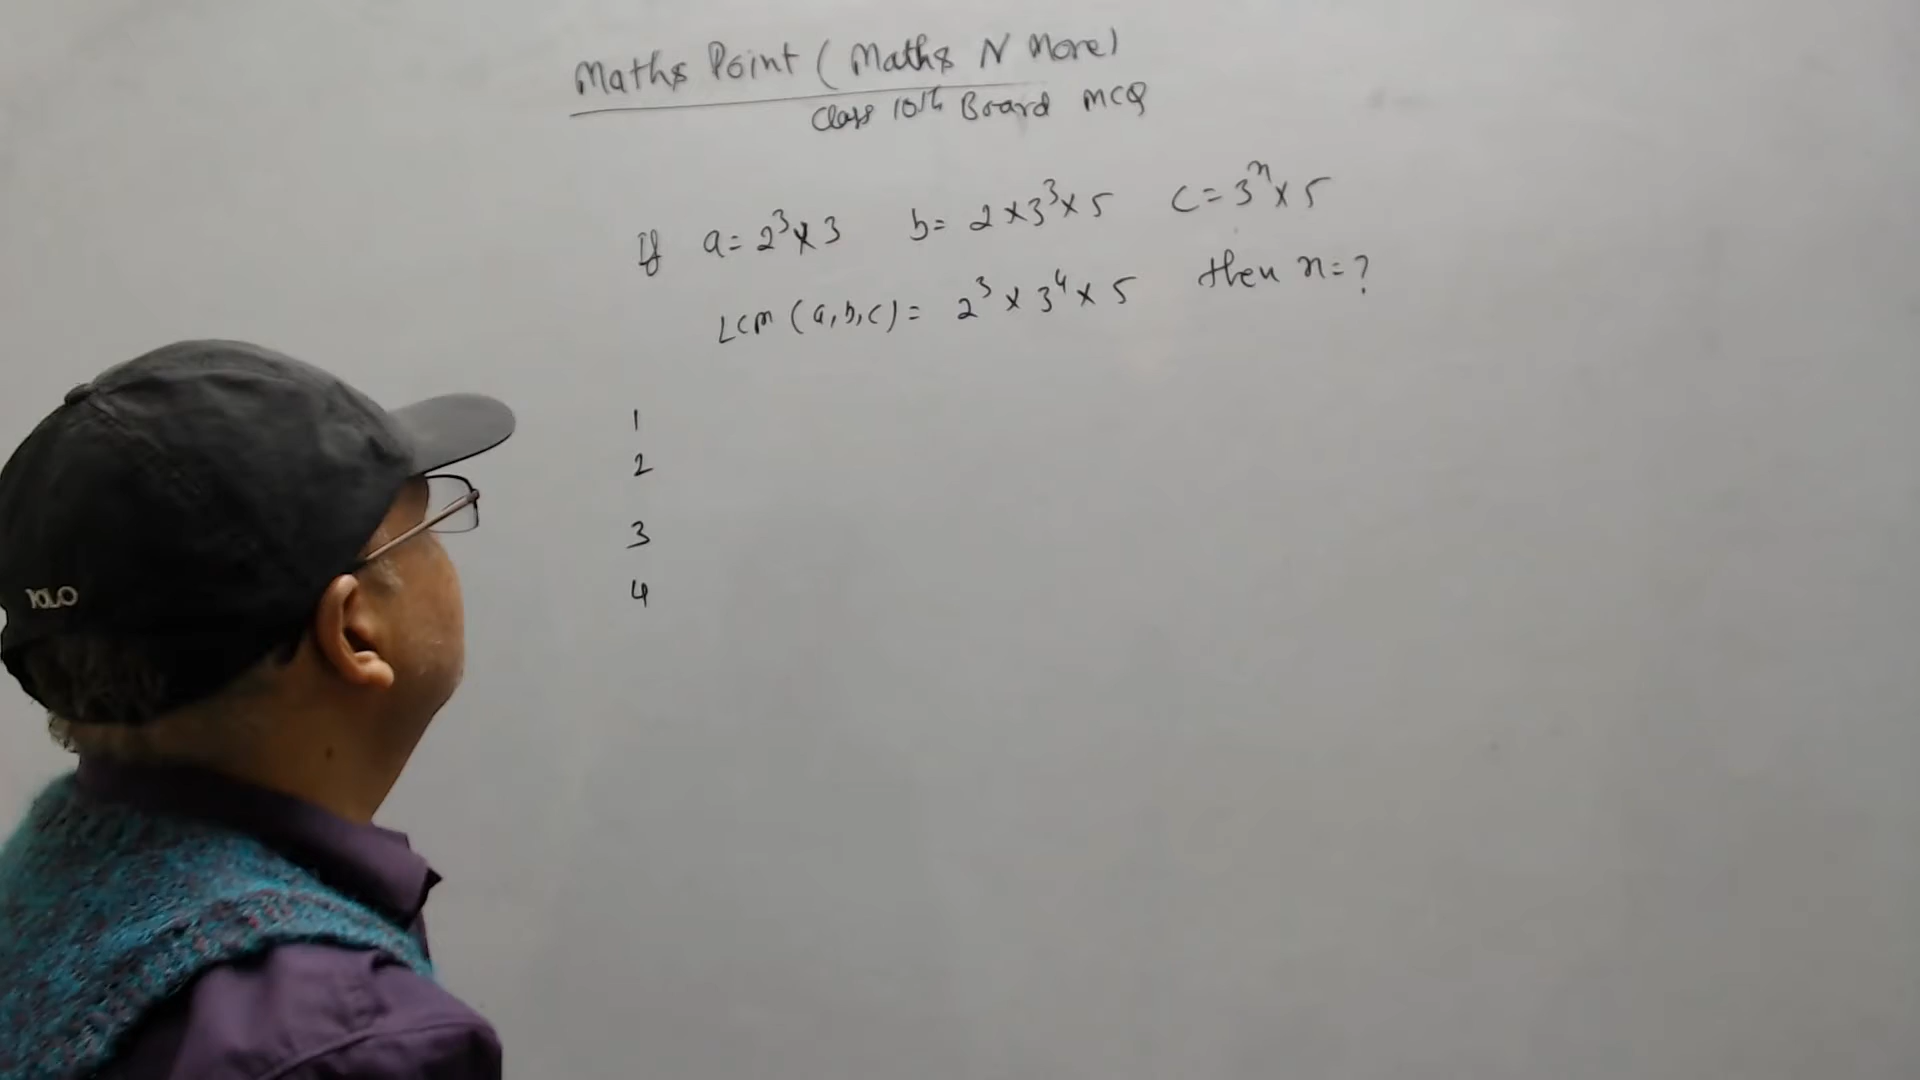 Maths Point (Maths N More)
Class 10th Board MCQ
If a = 2³ × 3 b = 2 × 3³ × 5 c = 3ⁿ × 5
LCM (a, b, c) = 2³ × 3⁴ × 5 then n = ?
1
2
3
4